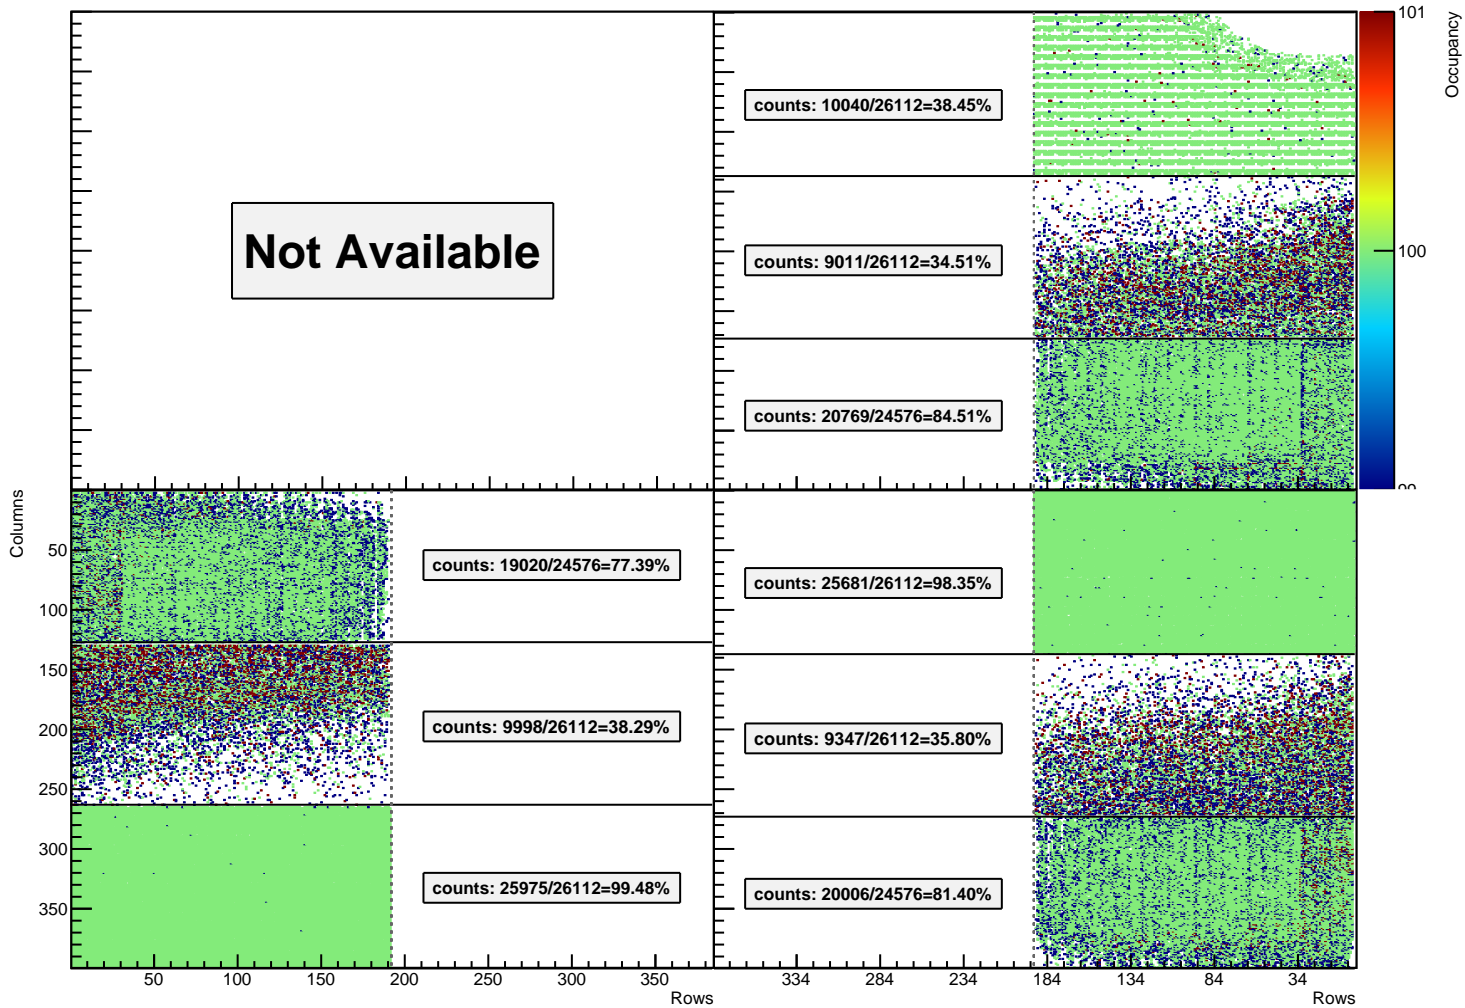 101
Occupancy
counts: 10040/26112=38.45%
Not Available
counts: 9011/26112=34.51%
100
counts: 20769/24576=84.51%
Columns
50
100
150
200
250
300
350
counts: 19020/24576=77.39%
counts: 25681/26112=98.35%
counts: 9998/26112=38.29%
counts: 9347/26112=35.80%
counts: 25975/26112=99.48%
counts: 20006/24576=81.40%
50 100 150 200 250 300 350
334 284 234 184 134 84 34
Rows Rows